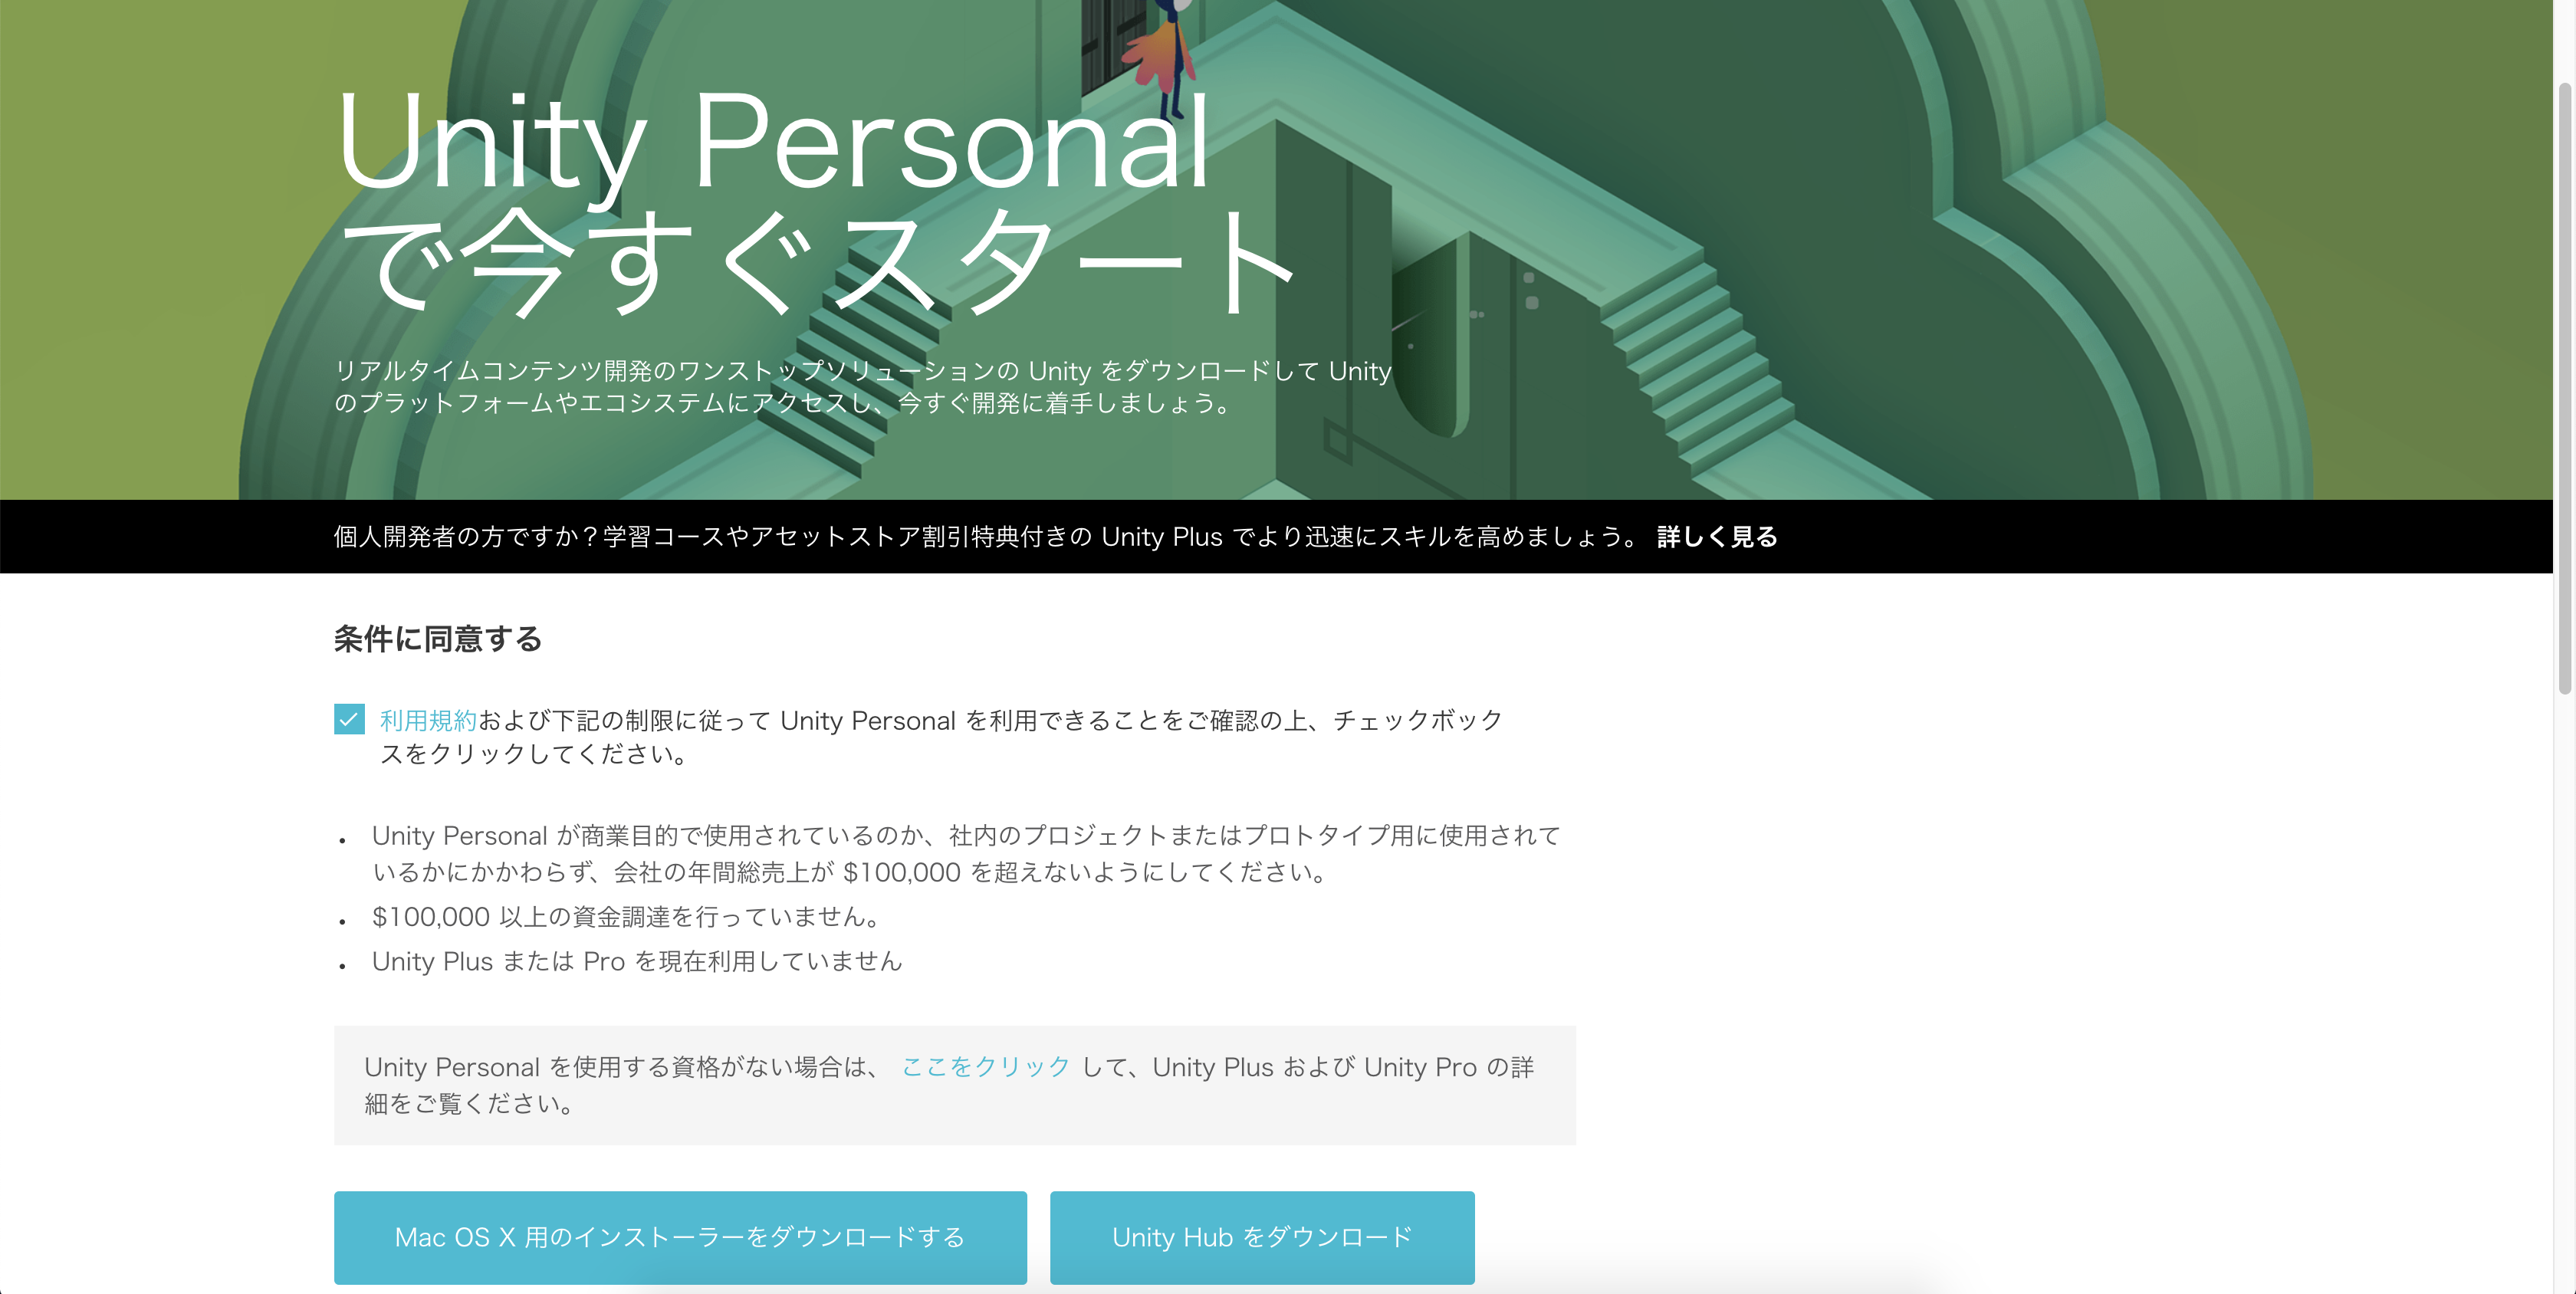 Unity Personal
で今すぐスタート
リアルタイムコンテンツ開発のワンストップソリューションの Unity をダウンロードして Unity
のプラットフォームやエコシステムにアクセスし、今すぐ開発に着手しましょう。
個人開発者の方ですか？学習コースやアセットストア割引特典付きの Unity Plus でより迅速にスキルを高めましょう。 詳しく見る
条件に同意する
利用規約および下記の制限に従って Unity Personal を利用できることをご確認の上、チェックボック
スをクリックしてください。
• Unity Personal が商業目的で使用されているのか、社内のプロジェクトまたはプロトタイプ用に使用されて
いるかにかかわらず、会社の年間総売上が $100,000 を超えないようにしてください。
• $100,000 以上の資金調達を行っていません。
• Unity Plus または Pro を現在利用していません
Unity Personal を使用する資格がない場合は、 ここをクリック して、Unity Plus および Unity Pro の詳
細をご覧ください。
Mac OS X 用のインストーラーをダウンロードする
Unity Hub をダウンロード